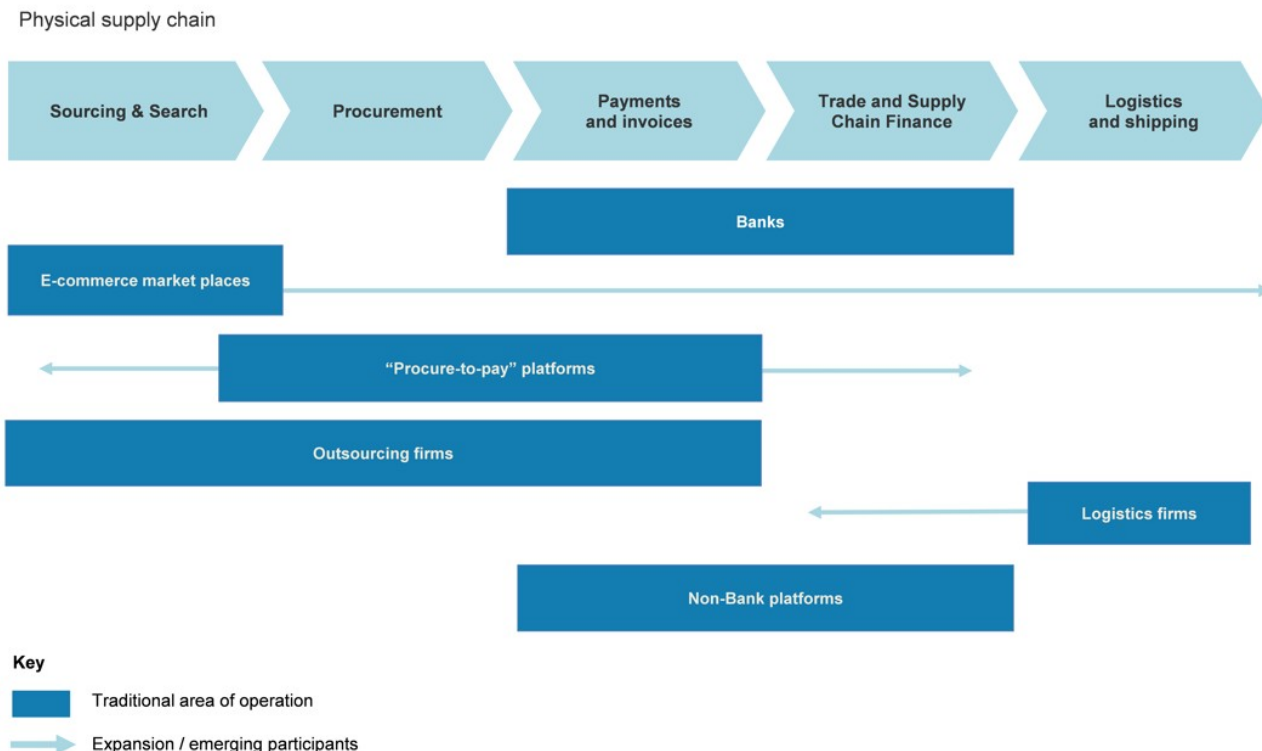 Physical supply chain
Sourcing & Search
Procurement
Payments
and invoices
Trade and Supply
Chain Finance
Logistics
and shipping
Banks
E-commerce market places
“Procure-to-pay” platforms
Outsourcing firms
Logistics firms
Non-Bank platforms
Key
Traditional area of operation
Expansion / emerging participants